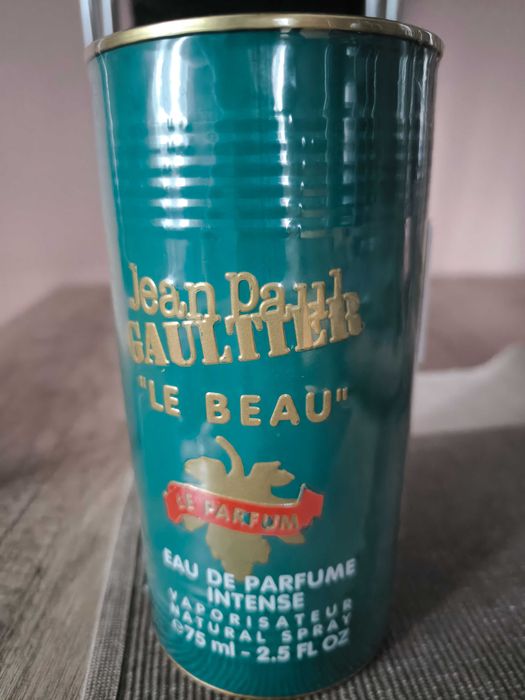 Jean Paul
GAULTIER
"LE BEAU"
LE PARFUM
EAU DE PARFUME
INTENSE
VAPORISATEUR
NATURAL SPRAY
℮75 ml - 2.5 FL OZ